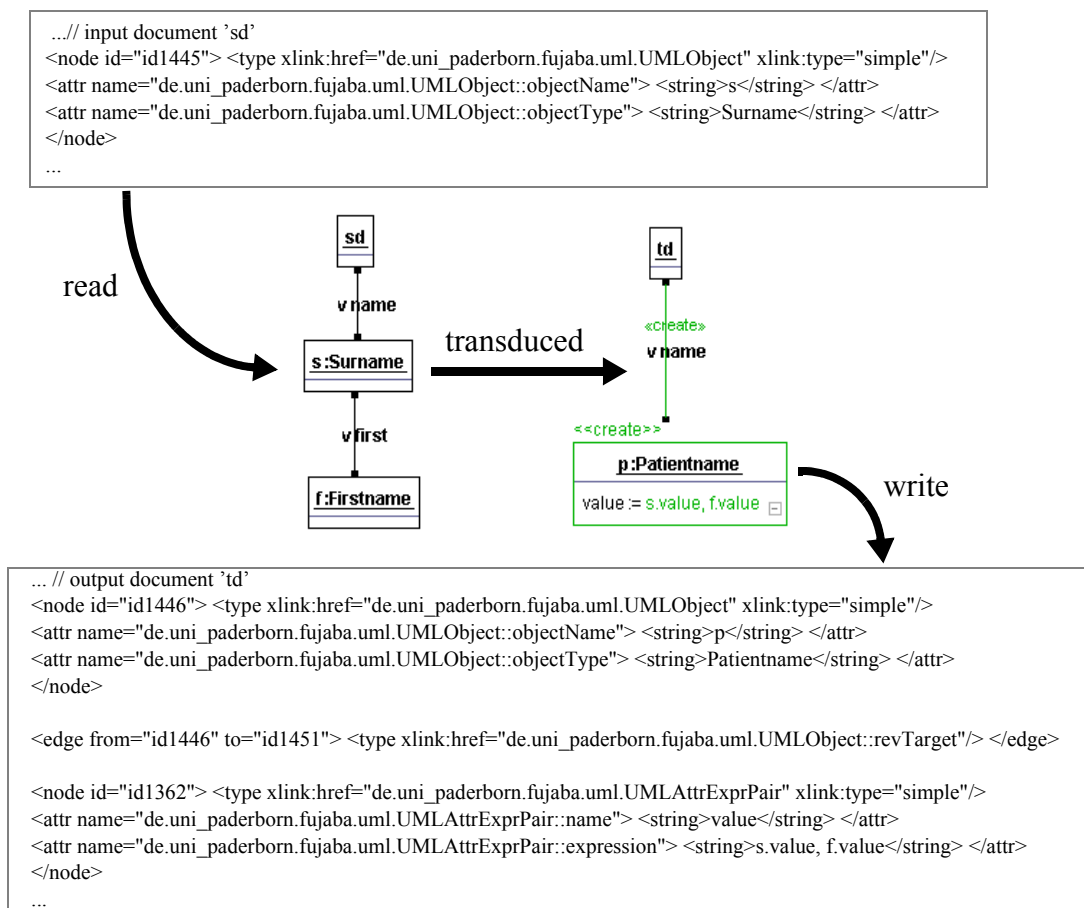 ...// input document ’sd’
<node id="id1445"> <type xlink:href="de.uni_paderborn.fujaba.uml.UMLObject" xlink:type="simple"/>
<attr name="de.uni_paderborn.fujaba.uml.UMLObject::objectName"> <string>s</string> </attr>
<attr name="de.uni_paderborn.fujaba.uml.UMLObject::objectType"> <string>Surname</string> </attr>
</node>
...
read
sd
v name
s:Surname
v first
f:Firstname
transduced
td
«create»
v name
<<create>>
p:Patientname
value := s.value, f.value
write
... // output document ’td’
<node id="id1446"> <type xlink:href="de.uni_paderborn.fujaba.uml.UMLObject" xlink:type="simple"/>
<attr name="de.uni_paderborn.fujaba.uml.UMLObject::objectName"> <string>p</string> </attr>
<attr name="de.uni_paderborn.fujaba.uml.UMLObject::objectType"> <string>Patientname</string> </attr>
</node>
<edge from="id1446" to="id1451"> <type xlink:href="de.uni_paderborn.fujaba.uml.UMLObject::revTarget"/> </edge>
<node id="id1362"> <type xlink:href="de.uni_paderborn.fujaba.uml.UMLAttrExprPair" xlink:type="simple"/>
<attr name="de.uni_paderborn.fujaba.uml.UMLAttrExprPair::name"> <string>value</string> </attr>
<attr name="de.uni_paderborn.fujaba.uml.UMLAttrExprPair::expression"> <string>s.value, f.value</string> </attr>
</node>
...